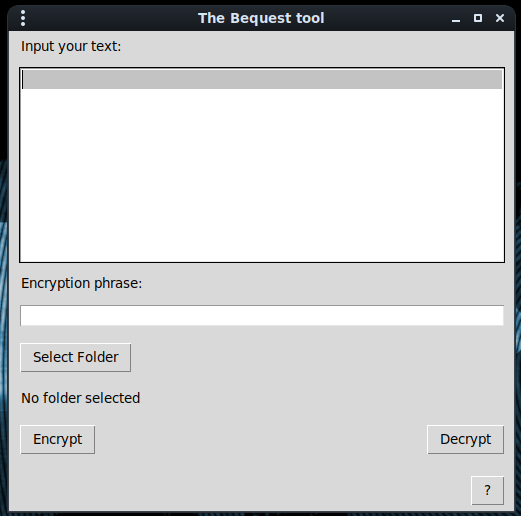 The Bequest tool
Input your text:
Encryption phrase:
Select Folder
No folder selected
Encrypt Decrypt
?